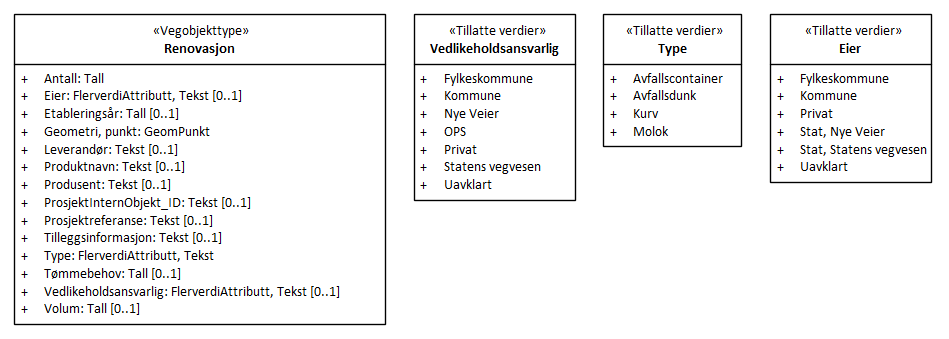 «Vegobjekttype»
Renovasjon
+ Antall: Tall
+ Eier: FlerverdiAttributt, Tekst [0..1]
+ Etableringsår: Tall [0..1]
+ Geometri, punkt: GeomPunkt
+ Leverandør: Tekst [0..1]
+ Produktnavn: Tekst [0..1]
+ Produsent: Tekst [0..1]
+ ProsjektInternObjekt_ID: Tekst [0..1]
+ Prosjektreferanse: Tekst [0..1]
+ Tilleggsinformasjon: Tekst [0..1]
+ Type: FlerverdiAttributt, Tekst
+ Tømmebehov: Tall [0..1]
+ Vedlikeholdsansvarlig: FlerverdiAttributt, Tekst [0..1]
+ Volum: Tall [0..1]
«Tillatte verdier»
Vedlikeholdsansvarlig
+ Fylkeskommune
+ Kommune
+ Nye Veier
+ OPS
+ Privat
+ Statens vegvesen
+ Uavklart
«Tillatte verdier»
Type
+ Avfallscontainer
+ Avfallsdunk
+ Kurv
+ Molok
«Tillatte verdier»
Eier
+ Fylkeskommune
+ Kommune
+ Privat
+ Stat, Nye Veier
+ Stat, Statens vegvesen
+ Uavklart